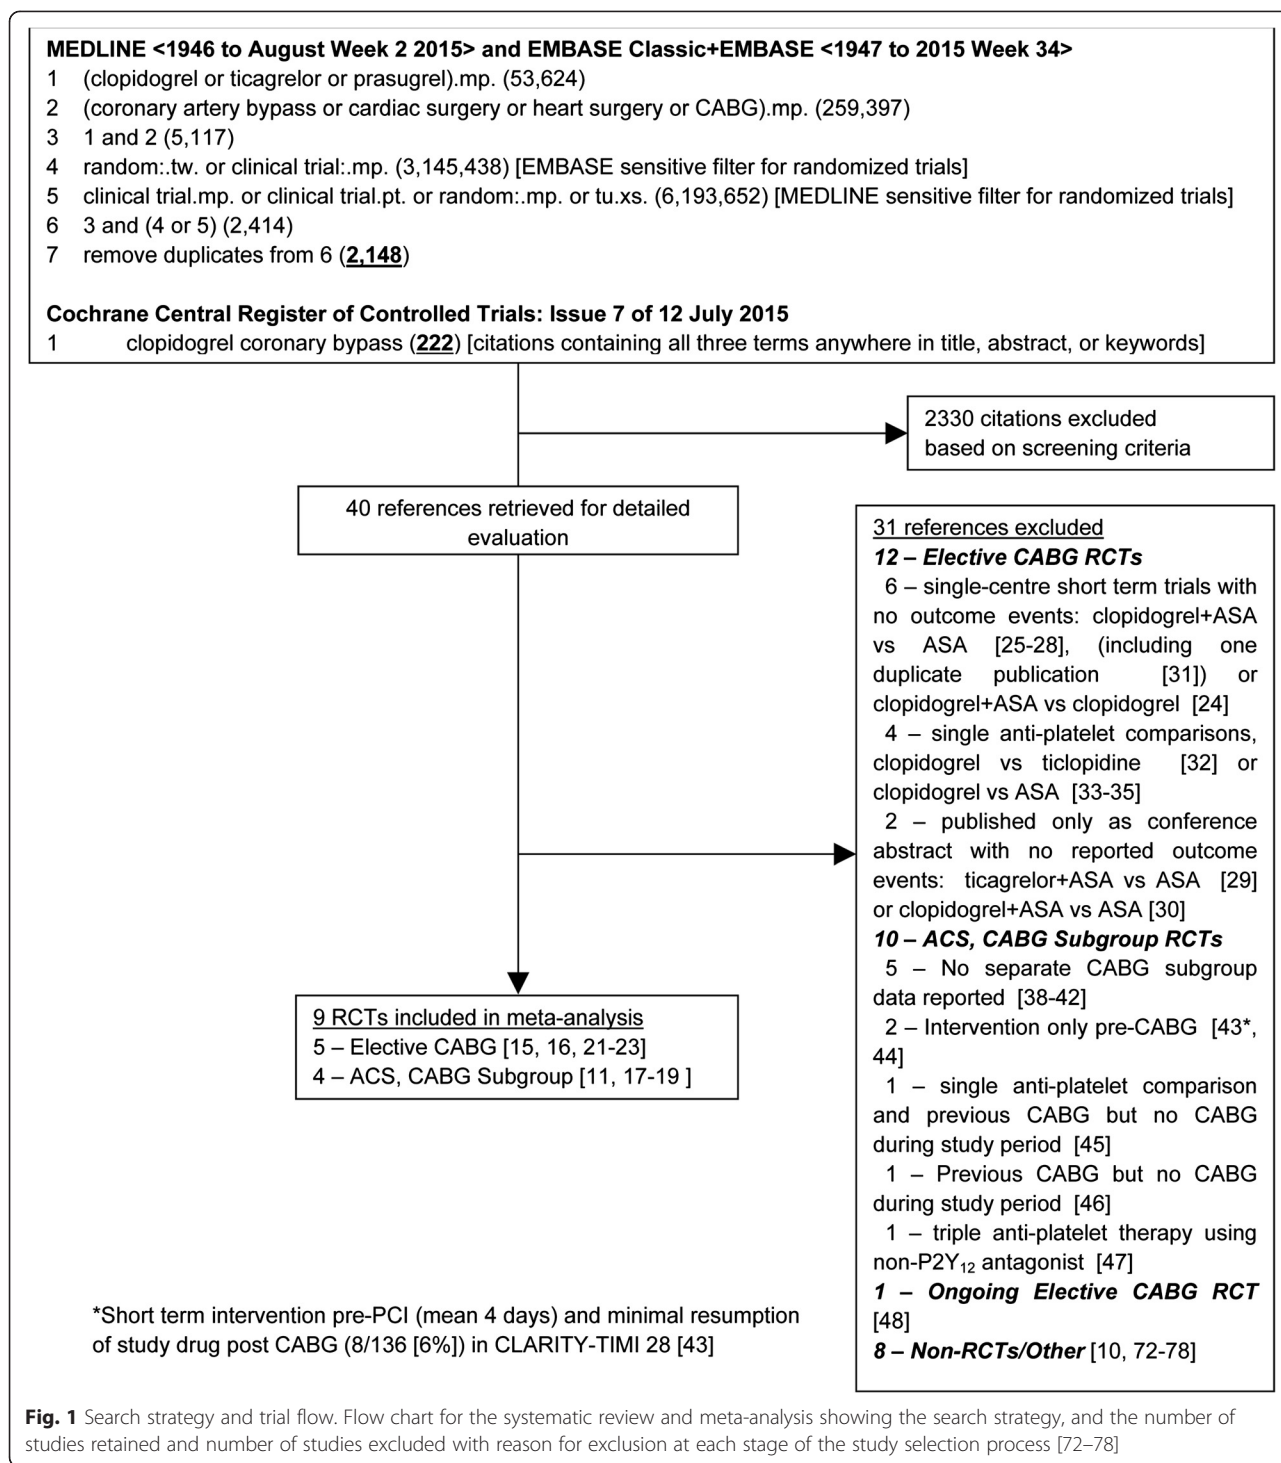 MEDLINE <1946 to August Week 2 2015> and EMBASE Classic+EMBASE <1947 to 2015 Week 34>
1 (clopidogrel or ticagrelor or prasugrel).mp. (53,624)
2 (coronary artery bypass or cardiac surgery or heart surgery or CABG).mp. (259,397)
3 1 and 2 (5,117)
4 random:.tw. or clinical trial:.mp. (3,145,438) [EMBASE sensitive filter for randomized trials]
5 clinical trial.mp. or clinical trial.pt. or random:.mp. or tu.xs. (6,193,652) [MEDLINE sensitive filter for randomized trials]
6 3 and (4 or 5) (2,414)
7 remove duplicates from 6 (2,148)
Cochrane Central Register of Controlled Trials: Issue 7 of 12 July 2015
1 clopidogrel coronary bypass (222) [citations containing all three terms anywhere in title, abstract, or keywords]
2330 citations excluded
based on screening criteria
40 references retrieved for detailed
evaluation
31 references excluded
12 – Elective CABG RCTs
6 – single-centre short term trials with
no outcome events: clopidogrel+ASA
vs ASA [25-28], (including one
duplicate publication [31]) or
clopidogrel+ASA vs clopidogrel [24]
4 – single anti-platelet comparisons,
clopidogrel vs ticlopidine [32] or
clopidogrel vs ASA [33-35]
2 – published only as conference
abstract with no reported outcome
events: ticagrelor+ASA vs ASA [29]
or clopidogrel+ASA vs ASA [30]
10 – ACS, CABG Subgroup RCTs
5 – No separate CABG subgroup
data reported [38-42]
2 – Intervention only pre-CABG [43*,
44]
1 – single anti-platelet comparison
and previous CABG but no CABG
during study period [45]
1 – Previous CABG but no CABG
during study period [46]
1 – triple anti-platelet therapy using
non-P2Y12 antagonist [47]
1 – Ongoing Elective CABG RCT
[48]
8 – Non-RCTs/Other [10, 72-78]
9 RCTs included in meta-analysis
5 – Elective CABG [15, 16, 21-23]
4 – ACS, CABG Subgroup [11, 17-19 ]
*Short term intervention pre-PCI (mean 4 days) and minimal resumption
of study drug post CABG (8/136 [6%]) in CLARITY-TIMI 28 [43]
Fig. 1 Search strategy and trial flow. Flow chart for the systematic review and meta-analysis showing the search strategy, and the number of
studies retained and number of studies excluded with reason for exclusion at each stage of the study selection process [72–78]